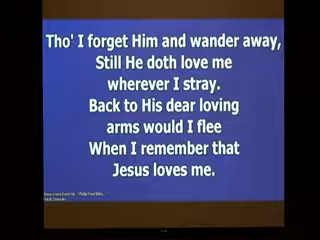 Tho' I forget Him and wander away,
Still He doth love me
wherever I stray.
Back to His dear loving
arms would I flee
When I remember that
Jesus loves me.